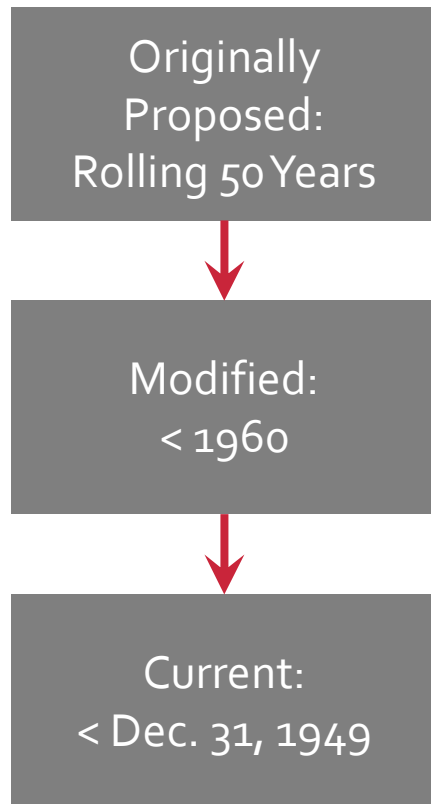 Originally
Proposed:
Rolling 50 Years
Modified:
< 1960
Current:
< Dec. 31, 1949